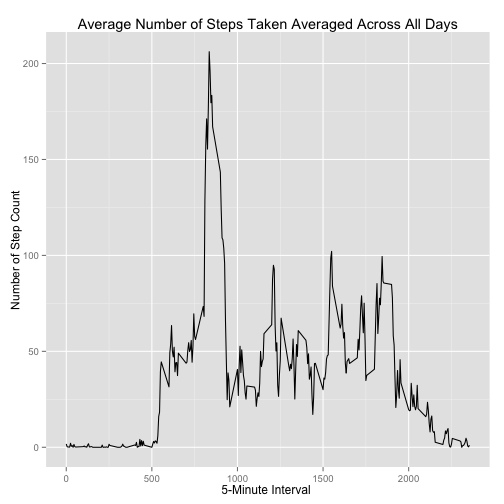 Average Number of Steps Taken Averaged Across All Days
Number of Step Count
200
150
100
50
0
0 500 1000 1500 2000
5-Minute Interval